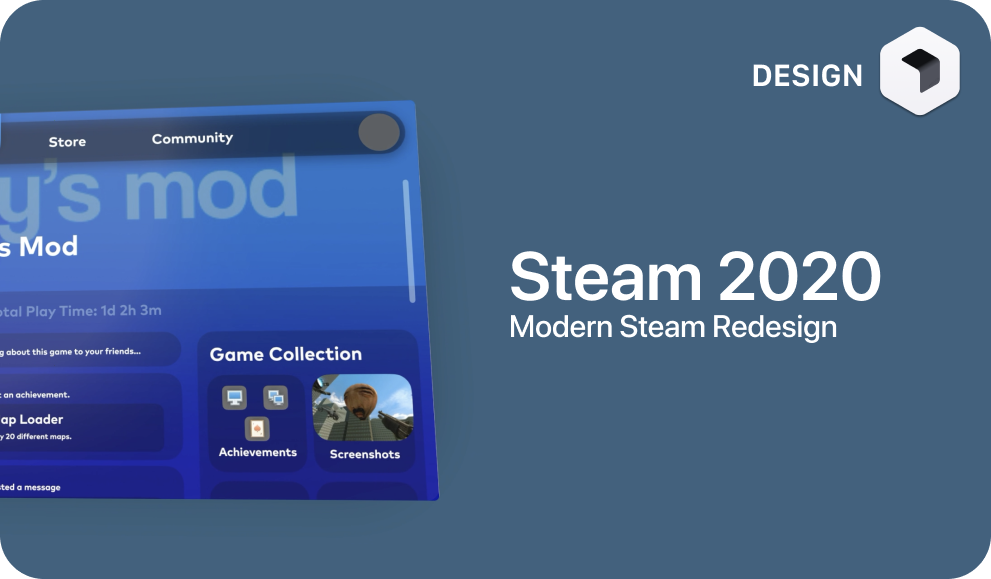 DESIGN
Store
Community
y's mod
s Mod
otal Play Time: 1d 2h 3m
g about this game to your friends...
Game Collection
t an achievement.
ap Loader
y 20 different maps.
Achievements
Screenshots
sted a message
Steam 2020
Modern Steam Redesign